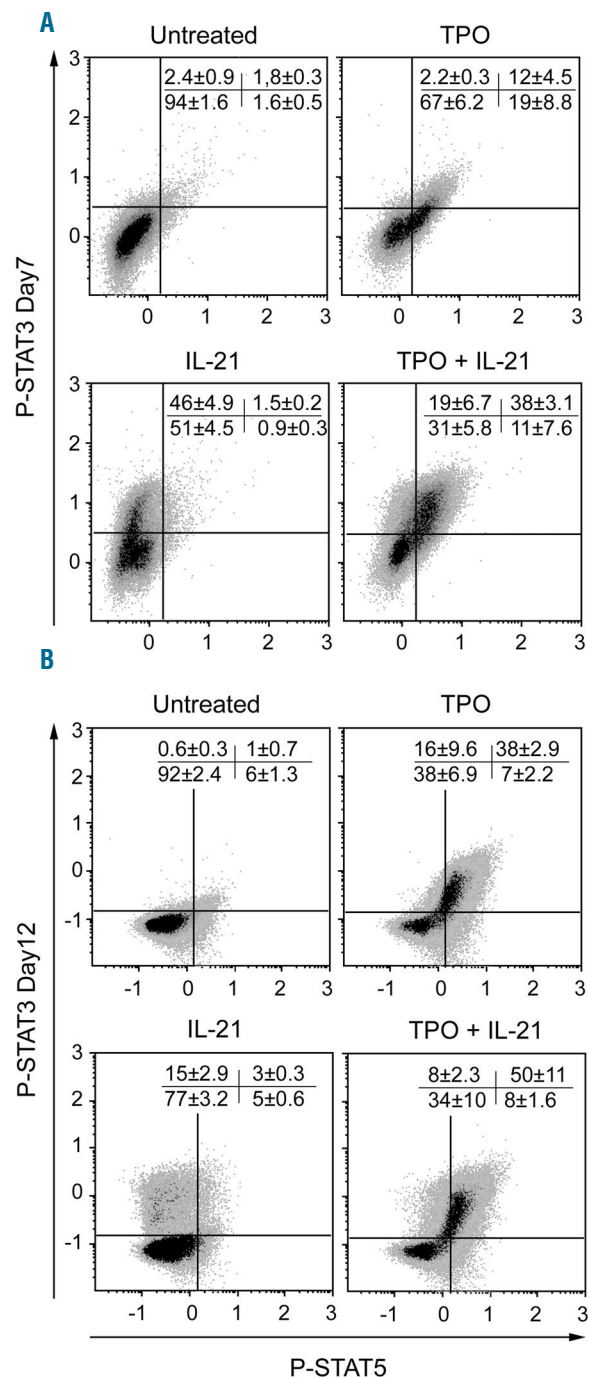 A
Untreated
TPO
3
2.4±0.9 1,8±0.3
94±1.6 1.6±0.5
2.2±0.3 12±4.5
67±6.2 19±8.8
2
1
0
0 1 2 3
0 1 2 3
P-STAT3 Day7
IL-21
TPO + IL-21
3
46±4.9 1.5±0.2
51±4.5 0.9±0.3
19±6.7 38±3.1
31±5.8 11±7.6
2
1
0
0 1 2 3
0 1 2 3
B
Untreated
TPO
3
0.6±0.3 1±0.7
92±2.4 6±1.3
16±9.6 38±2.9
38±6.9 7±2.2
2
1
0
-1
-1 0 1 2 3
-1 0 1 2 3
P-STAT3 Day12
IL-21
TPO + IL-21
3
15±2.9 3±0.3
77±3.2 5±0.6
8±2.3 50±11
34±10 8±1.6
2
1
0
-1
-1 0 1 2 3
-1 0 1 2 3
P-STAT5